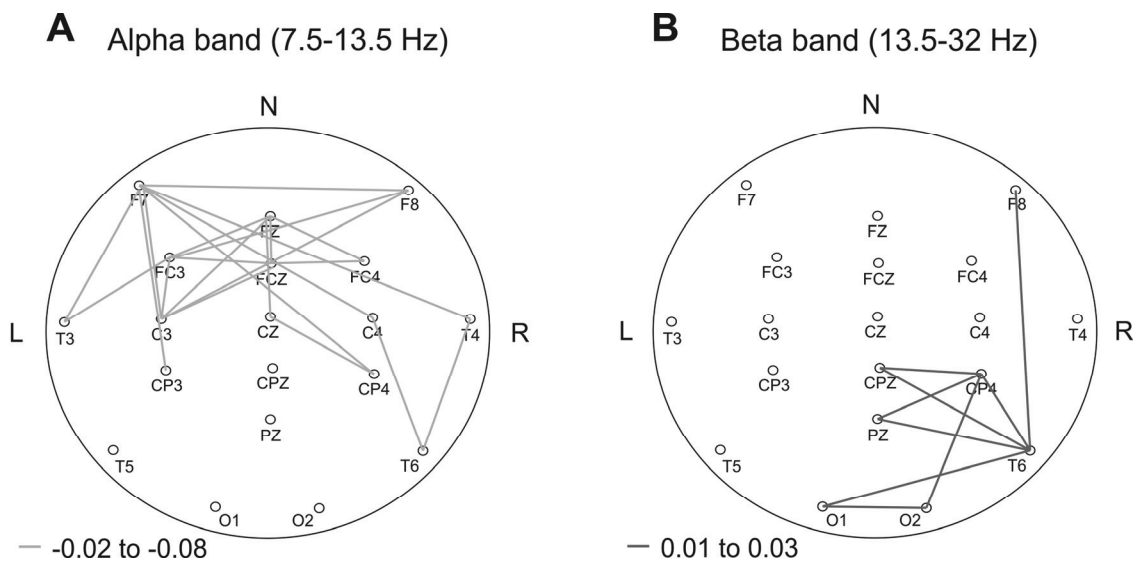 A Alpha band (7.5-13.5 Hz)
N
F7 F8
FZ
FC3 FCZ FC4
L T3 C3 CZ C4 T4 R
CP3 CPZ CP4
PZ
T5 T6
O1 O2
-0.02 to -0.08
B Beta band (13.5-32 Hz)
N
F7 F8
FZ
FC3 FCZ FC4
L T3 C3 CZ C4 T4 R
CP3 CPZ CP4
PZ
T5 T6
O1 O2
0.01 to 0.03